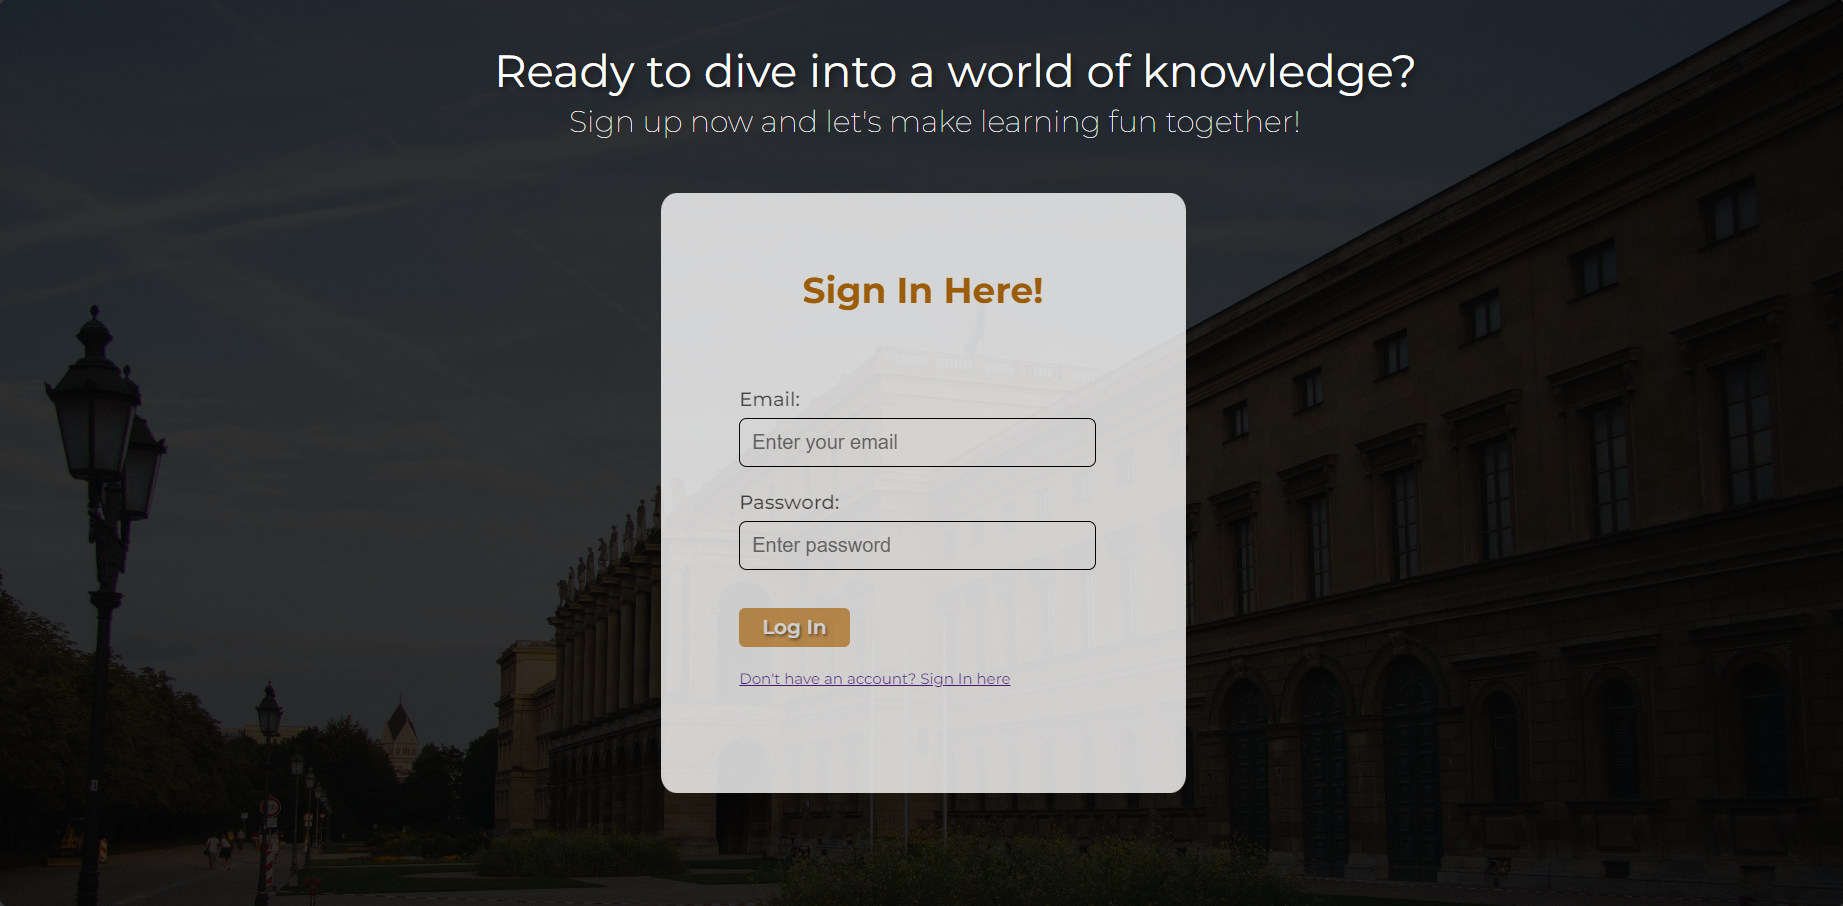 Ready to dive into a world of knowledge?
Sign up now and let's make learning fun together!
Sign In Here!
Email:
Enter your email
Password:
Enter password
Log In
Don't have an account? Sign In here